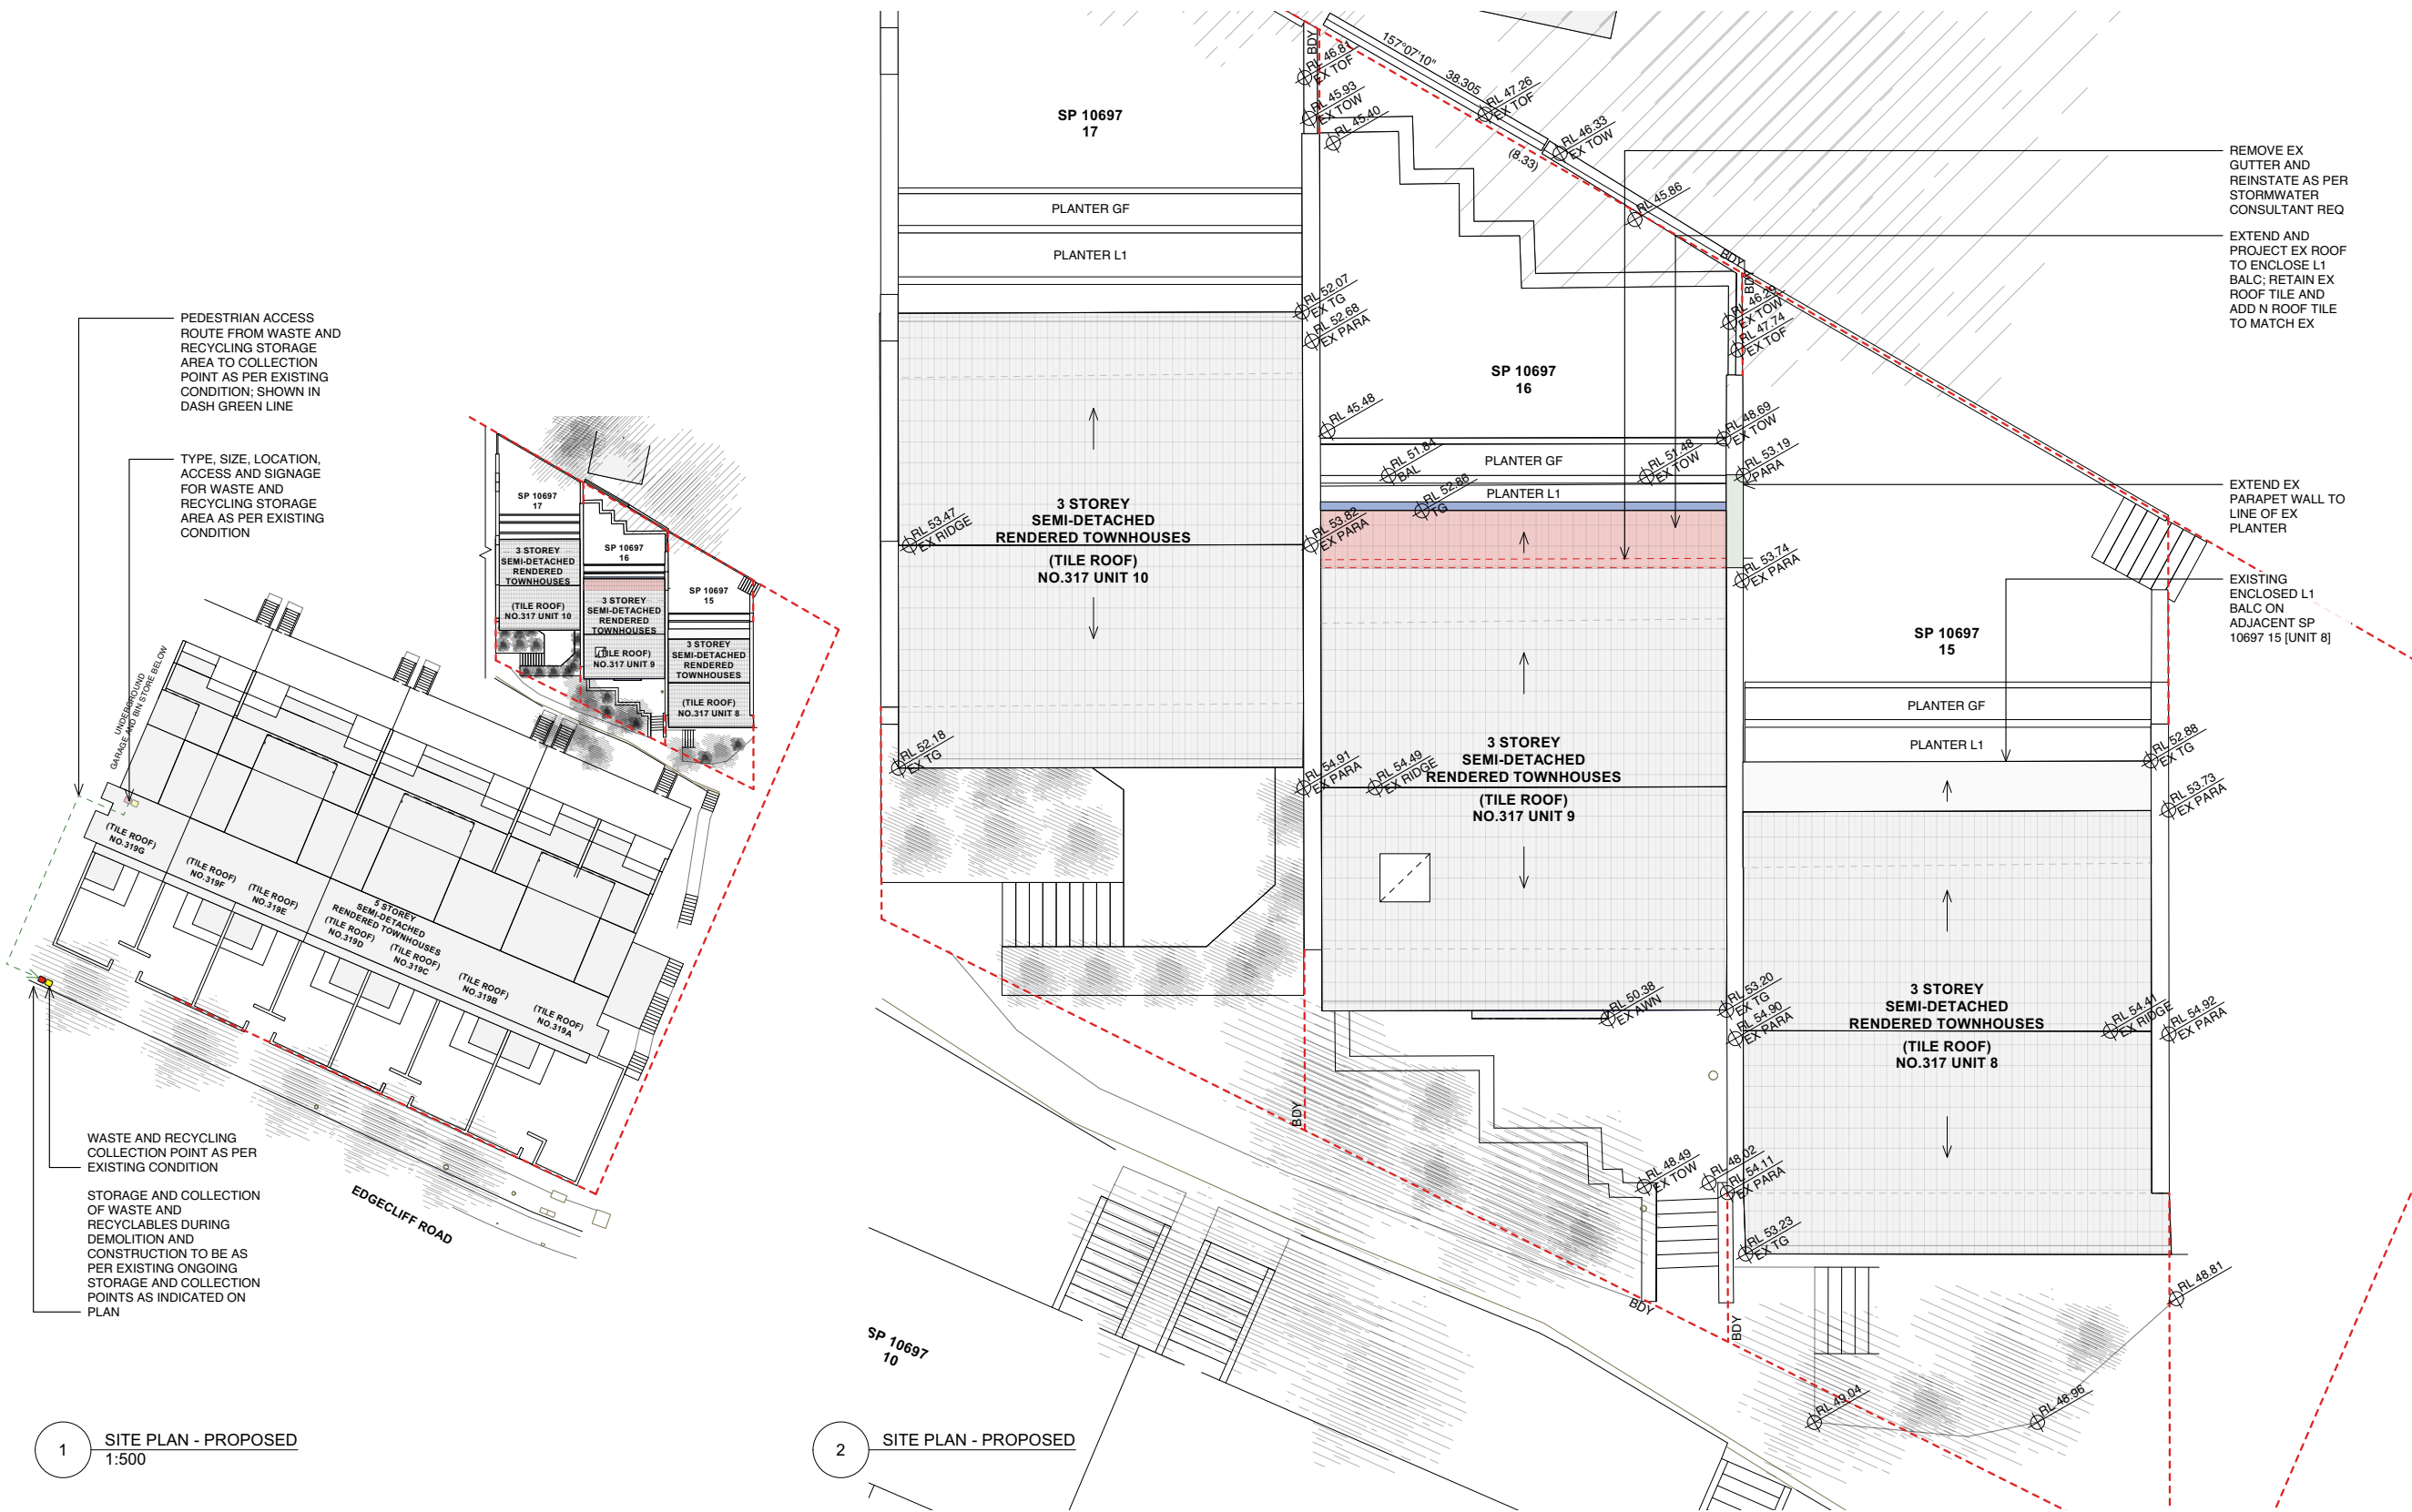 PEDESTRIAN ACCESS
ROUTE FROM WASTE AND
RECYCLING STORAGE
AREA TO COLLECTION
POINT AS PER EXISTING
CONDITION; SHOWN IN
DASH GREEN LINE
TYPE, SIZE, LOCATION,
ACCESS AND SIGNAGE
FOR WASTE AND
RECYCLING STORAGE
AREA AS PER EXISTING
CONDITION
SP 10697
17
3 STOREY
SEMI-DETACHED
RENDERED
TOWNHOUSES
(TILE ROOF)
NO.317 UNIT 10
SP 10697
16
3 STOREY
SEMI-DETACHED
RENDERED
TOWNHOUSES
(TILE ROOF)
NO.317 UNIT 9
SP 10697
15
3 STOREY
SEMI-DETACHED
RENDERED
TOWNHOUSES
(TILE ROOF)
NO.317 UNIT 8
UNDERGROUND
GARAGE AND BIN STORE BELOW
(TILE ROOF)
NO.319G
(TILE ROOF)
NO.319F
(TILE ROOF)
NO.319E
5 STOREY
SEMI-DETACHED
RENDERED TOWNHOUSES
(TILE ROOF)
NO.319D
(TILE ROOF)
NO.319C
(TILE ROOF)
NO.319B
(TILE ROOF)
NO.319A
WASTE AND RECYCLING
COLLECTION POINT AS PER
EXISTING CONDITION
STORAGE AND COLLECTION
OF WASTE AND
RECYCLABLES DURING
DEMOLITION AND
CONSTRUCTION TO BE AS
PER EXISTING ONGOING
STORAGE AND COLLECTION
POINTS AS INDICATED ON
PLAN
EDGECLIFF ROAD
1
SITE PLAN - PROPOSED
1:500
SP 10697
17
PLANTER GF
PLANTER L1
BDY
RL 46.81
EX TOF
RL 45.93
EX TOW
RL 45.40
157°07'10"
38.305
RL 47.26
EX TOF
RL 46.33
EX TOW
(8.33)
RL 45.86
BDY
BDY
RL 46.29
EX TOW
RL 47.74
EX TOF
RL 52.07
EX TG
RL 52.68
EX PARA
SP 10697
16
RL 45.48
RL 48.69
EX TOW
PLANTER GF
RL 51.84
BAL
RL 51.48
EX TOW
RL 53.19
PARA
PLANTER L1
RL 52.86
TG
3 STOREY
SEMI-DETACHED
RENDERED TOWNHOUSES
(TILE ROOF)
NO.317 UNIT 10
RL 53.47
EX RIDGE
RL 53.82
EX PARA
RL 53.74
EX PARA
RL 52.18
EX TG
RL 54.91
EX PARA
RL 54.49
EX RIDGE
3 STOREY
SEMI-DETACHED
RENDERED TOWNHOUSES
(TILE ROOF)
NO.317 UNIT 9
SP 10697
15
PLANTER GF
PLANTER L1
RL 52.88
EX TG
RL 53.73
EX PARA
RL 50.38
EX AWN
RL 53.20
EX TG
RL 54.90
EX PARA
3 STOREY
SEMI-DETACHED
RENDERED TOWNHOUSES
(TILE ROOF)
NO.317 UNIT 8
RL 54.41
EX RIDGE
RL 54.92
EX PARA
BDY
RL 48.49
EX TOW
RL 48.02
RL 54.11
EX PARA
RL 53.23
EX TG
BDY
BDY
RL 48.81
RL 49.04
RL 48.96
SP 10697
10
REMOVE EX
GUTTER AND
REINSTATE AS PER
STORMWATER
CONSULTANT REQ
EXTEND AND
PROJECT EX ROOF
TO ENCLOSE L1
BALC; RETAIN EX
ROOF TILE AND
ADD N ROOF TILE
TO MATCH EX
EXTEND EX
PARAPET WALL TO
LINE OF EX
PLANTER
EXISTING
ENCLOSED L1
BALC ON
ADJACENT SP
10697 15 [UNIT 8]
2
SITE PLAN - PROPOSED